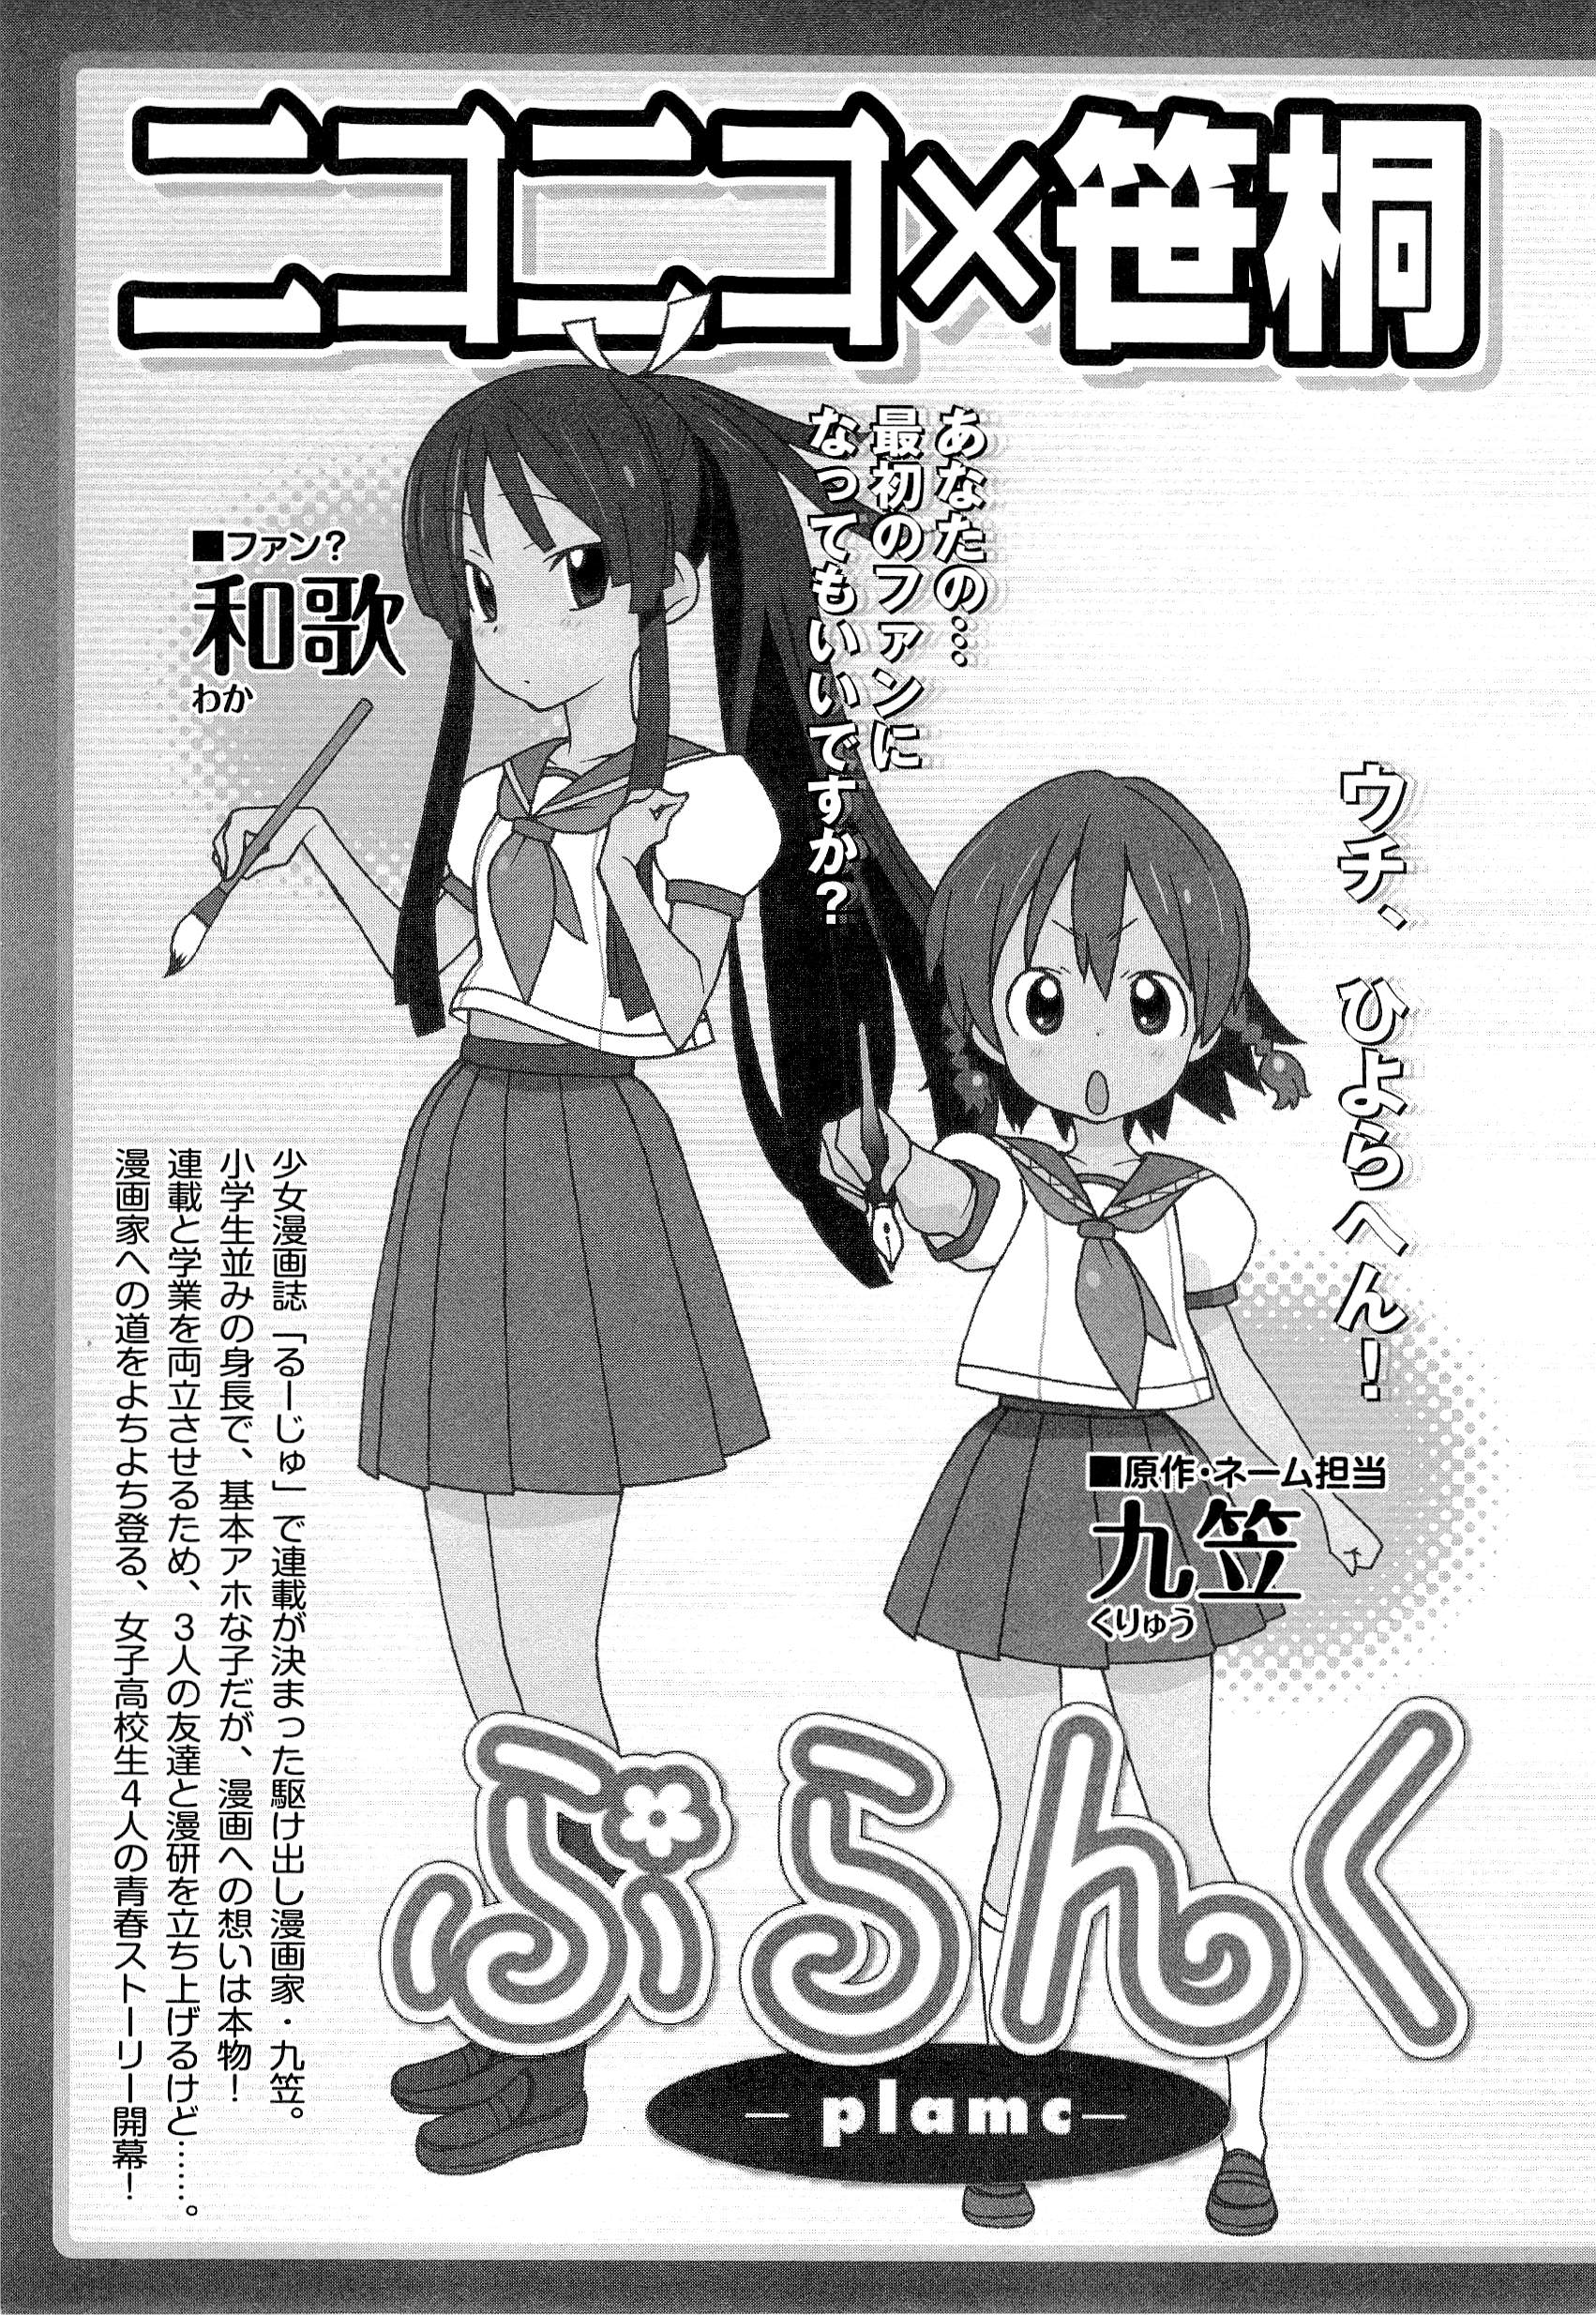 ニコニコ×笹桐
ウチ、ひよらへん!
あなたの……
最初のファンに
なってもいいですか?
■ファン?
和歌
わか
■原作・ネーム担当
九笠
くりゅう
少女漫画誌「るーじゅ」で連載が決まった駆け出し漫画家・九笠。
小学生並みの身長で、基本アホな子だが、漫画への想いは本物!
連載と学業を両立させるため、3人の友達と漫研を立ち上げるけど……。
漫画家への道をよちよち登る、女子高校生4人の青春ストーリー開幕!
ぷらんく
— plamc—